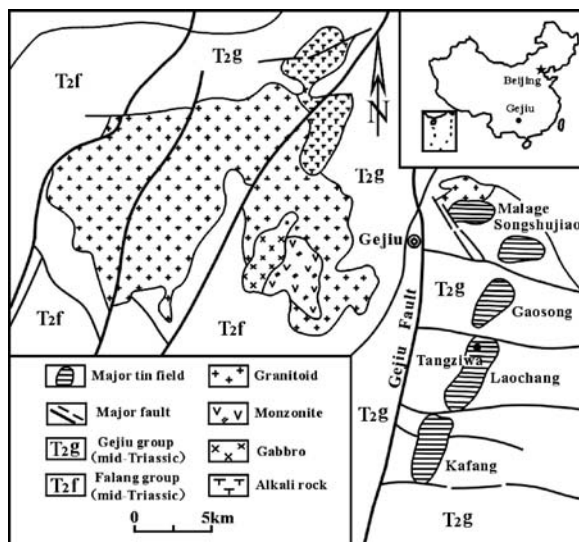 T2f
T2g
N
Beijing
Gejiu
T2g
Malage
Songshujiao
Gejiu
T2g
Gaosong
T2f
T2f
Gejiu Fault
Tangziwa
Laochang
T2g
Kafang
T2g
Major tin field
Granitoid
Major fault
Monzonite
T2g
Gejiu group
(mid-Triassic)
Gabbro
T2f
Falang group
(mid-Triassic)
Alkali rock
0 5km